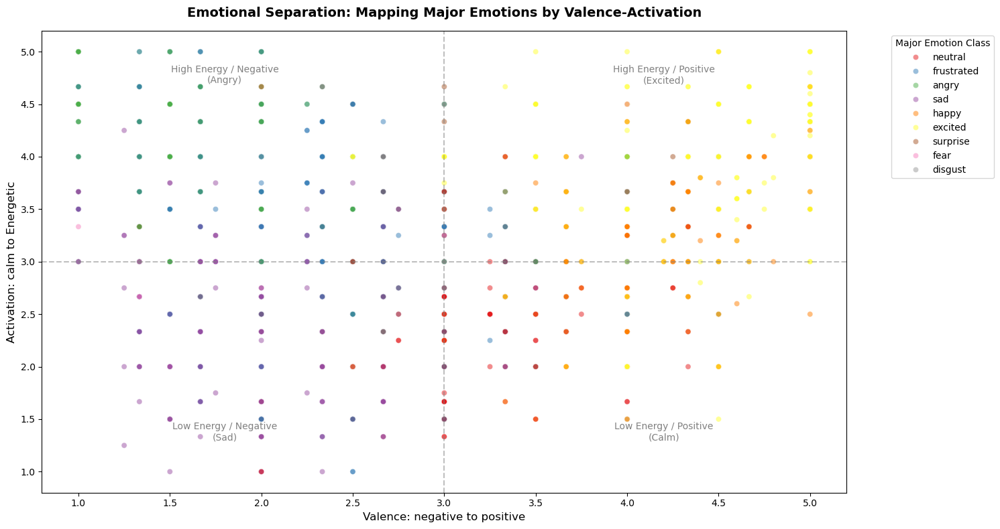 Emotional Separation: Mapping Major Emotions by Valence-Activation
5.0
4.5
4.0
3.5
3.0
2.5
2.0
1.5
1.0
Activation: calm to Energetic
High Energy / Negative
(Angry)
High Energy / Positive
(Excited)
Low Energy / Negative
(Sad)
Low Energy / Positive
(Calm)
1.0 1.5 2.0 2.5 3.0 3.5 4.0 4.5 5.0
Valence: negative to positive
Major Emotion Class
neutral
frustrated
angry
sad
happy
excited
surprise
fear
disgust